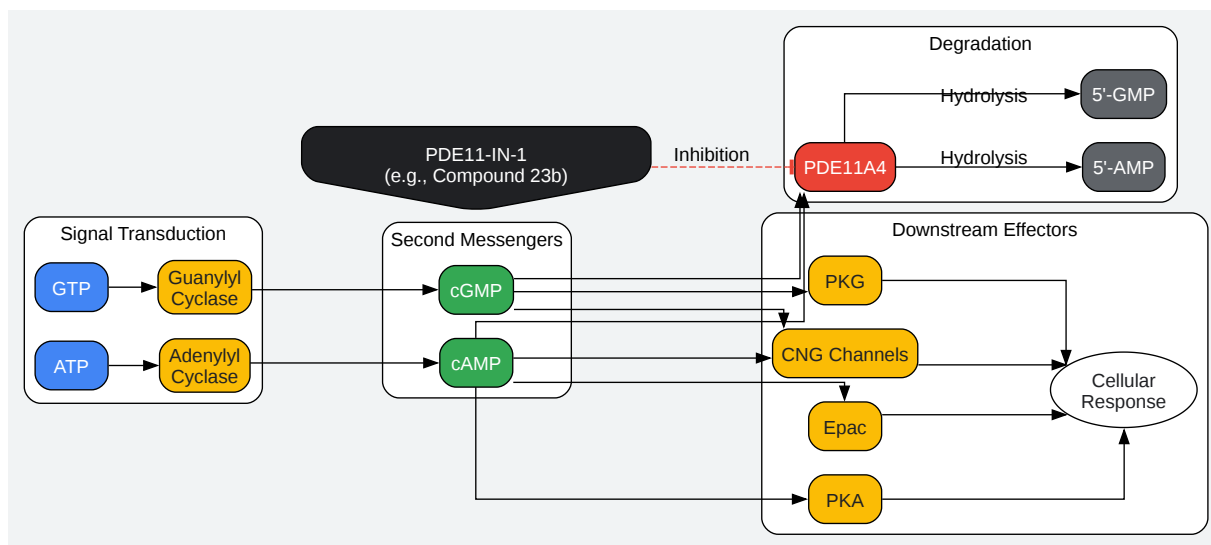 Degradation
Hydrolysis
5'-GMP
PDE11-IN-1
(e.g., Compound 23b)
Inhibition
PDE11A4
Hydrolysis
5'-AMP
Signal Transduction
Second Messengers
Downstream Effectors
GTP
Guanylyl
Cyclase
cGMP
PKG
ATP
Adenylyl
Cyclase
cAMP
CNG Channels
Cellular
Response
Epac
PKA